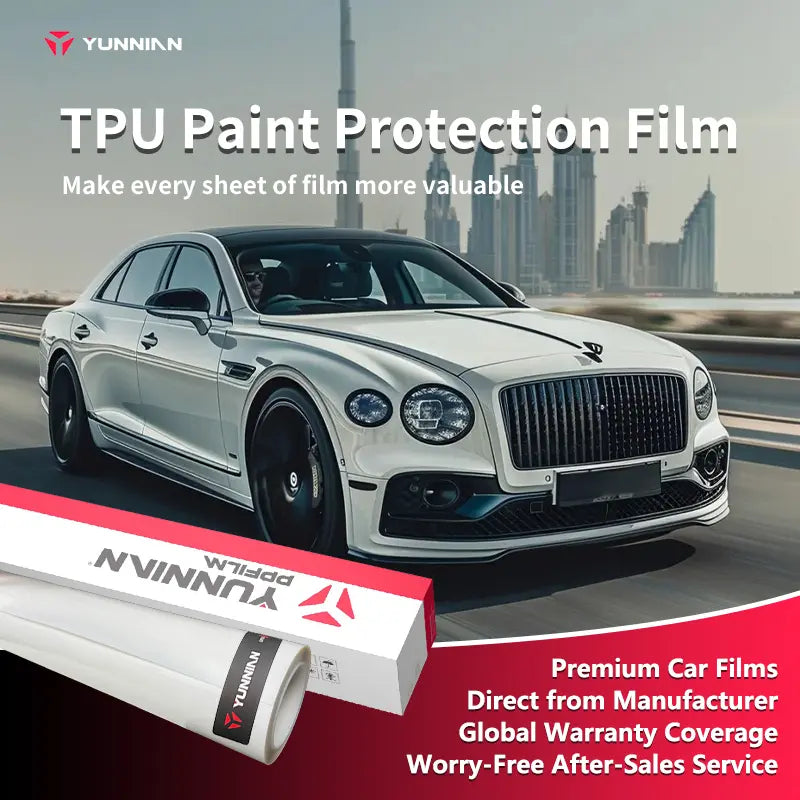 YUNNIAN
TPU Paint Protection Film
Make every sheet of film more valuable
YUNNIAN
PPFILM
YUNNIAN
Premium Car Films
Direct from Manufacturer
Global Warranty Coverage
Worry-Free After-Sales Service